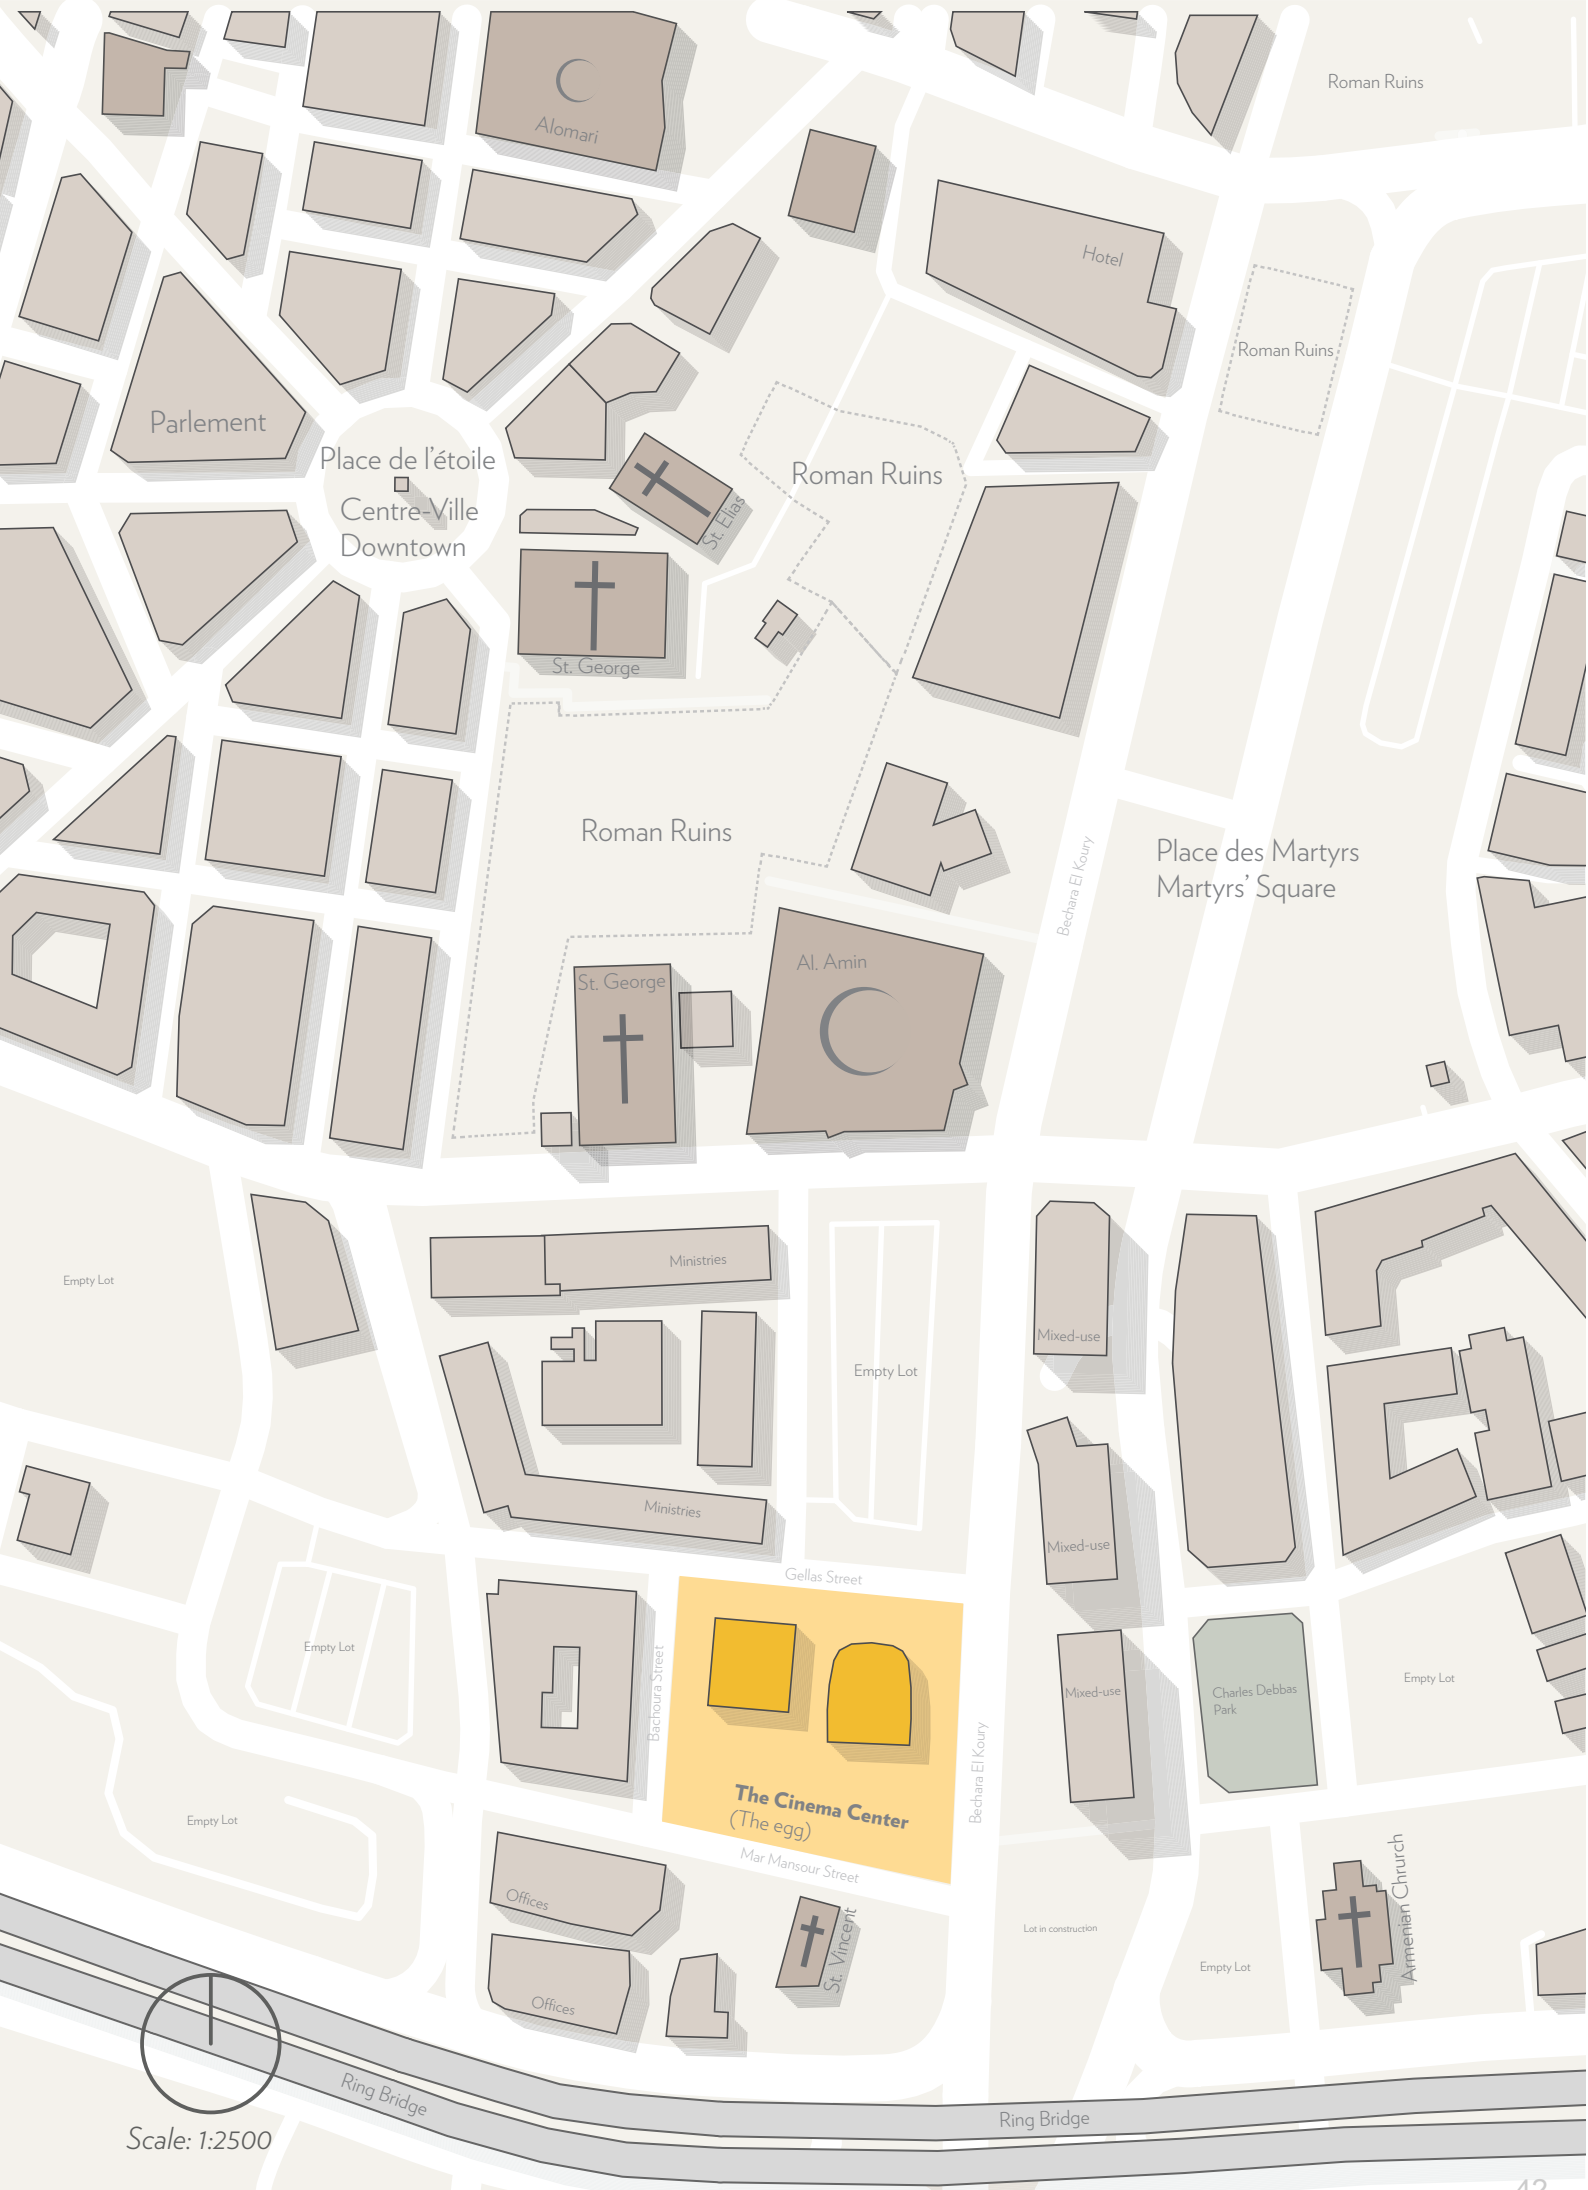 Roman Ruins
Alomari
Hotel
Roman Ruins
Parlement
Place de l'étoile
Centre-Ville
Downtown
Roman Ruins
St. Elias
St. George
Roman Ruins
Bechara El Koury
Place des Martyrs
Martyrs' Square
Al. Amin
St. George
Empty Lot
Ministries
Mixed-use
Empty Lot
Ministries
Mixed-use
Gellas Street
Empty Lot
Bachoura Street
Mixed-use
Charles Debbas
Park
Empty Lot
Bechara El Koury
The Cinema Center
(The egg)
Empty Lot
Mar Mansour Street
Offices
St. Vincent
Lot in construction
Armenian Chrurch
Empty Lot
Offices
Ring Bridge
Ring Bridge
Scale: 1:2500
42